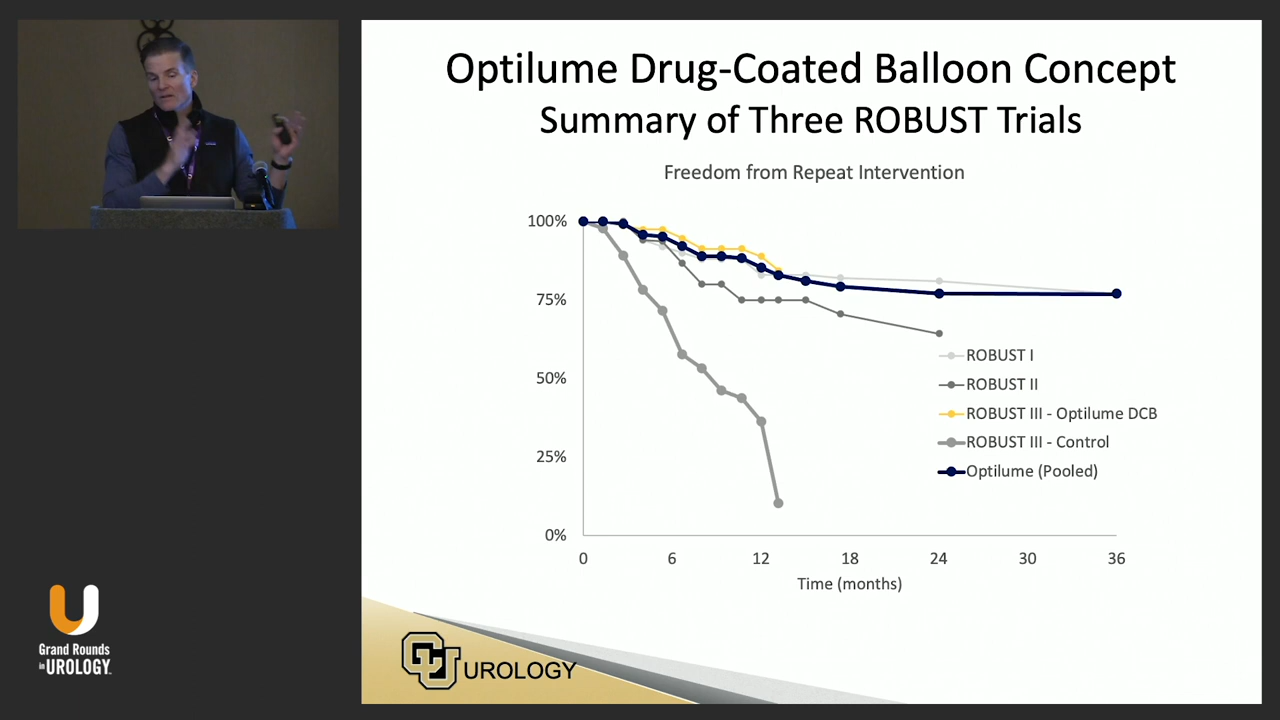 Optilume Drug-Coated Balloon Concept
Summary of Three ROBUST Trials
Freedom from Repeat Intervention
100%
75%
50%
25%
0%
0 6 12 18 24 30 36
Time (months)
ROBUST I
ROBUST II
ROBUST III - Optilume DCB
ROBUST III - Control
Optilume (Pooled)
CU UROLOGY
U
Grand Rounds
in UROLOGY